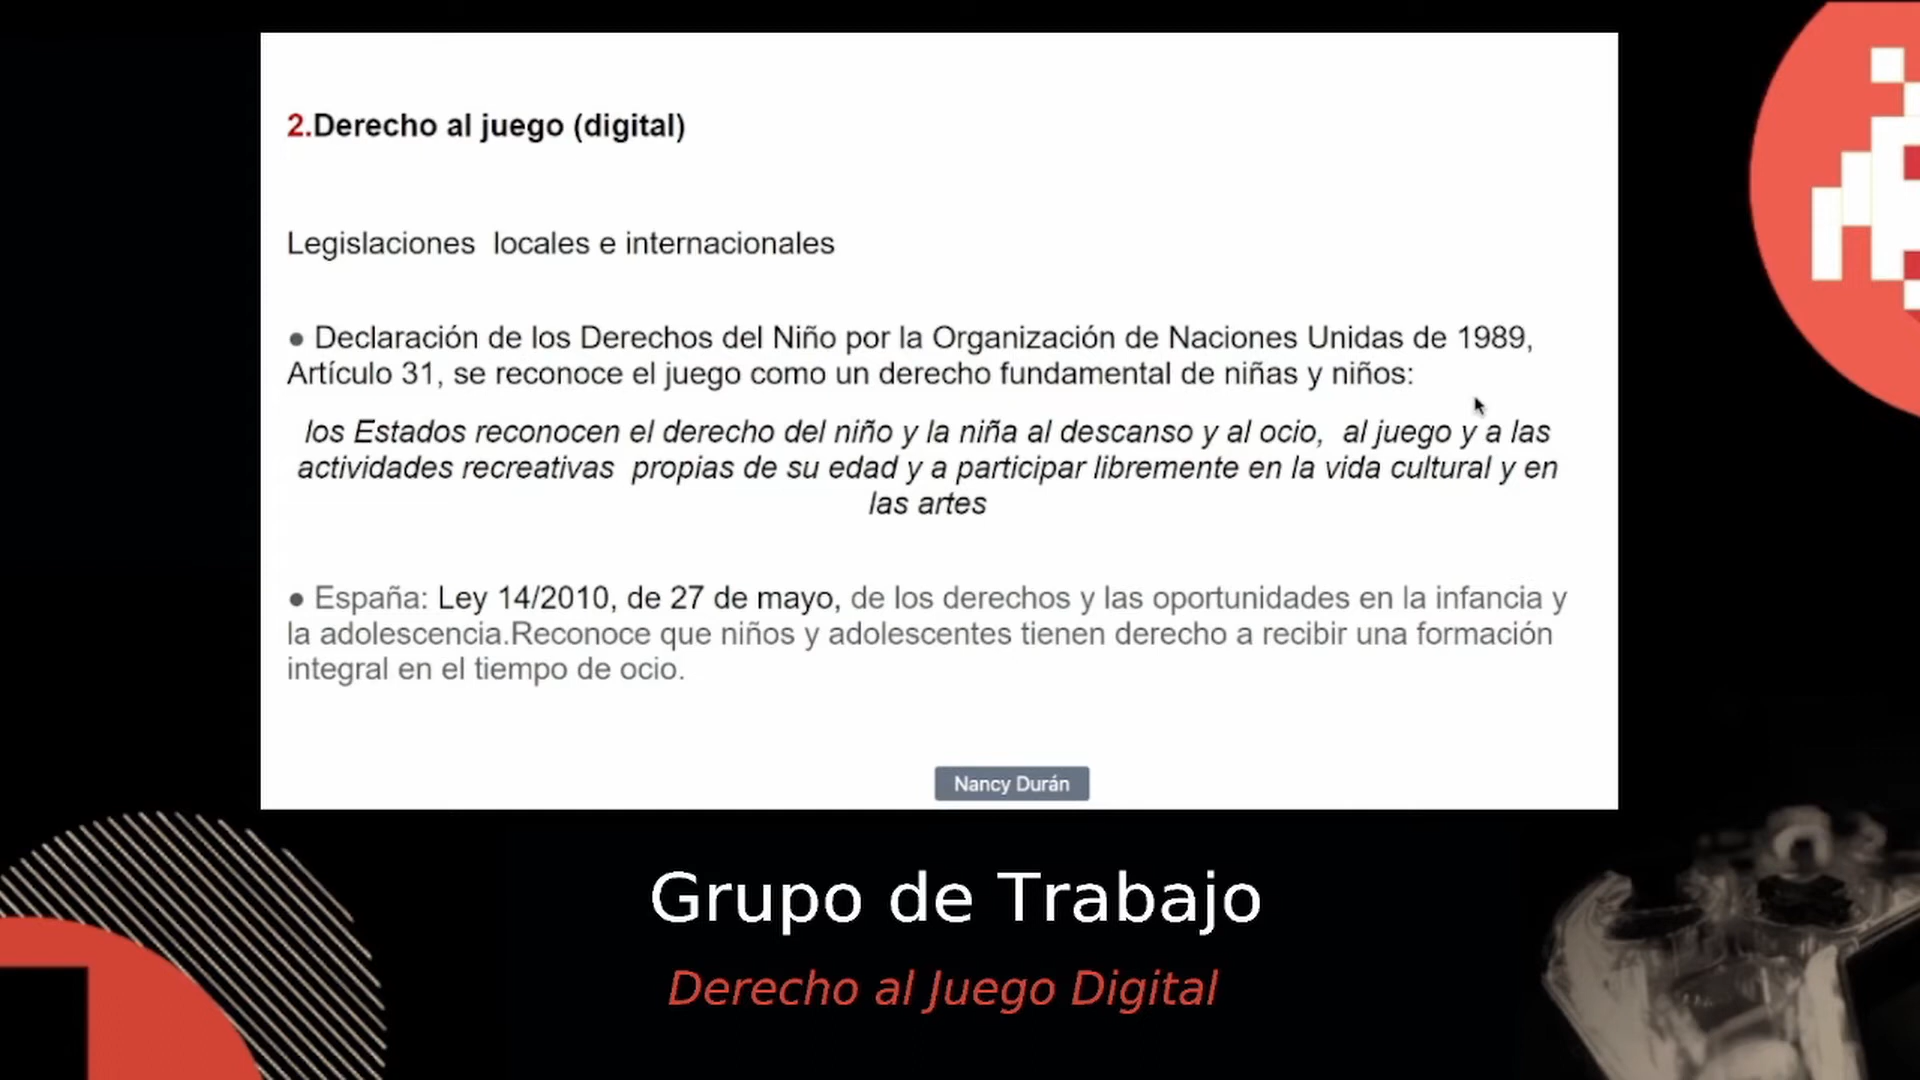 2.Derecho al juego (digital)
Legislaciones locales e internacionales
● Declaración de los Derechos del Niño por la Organización de Naciones Unidas de 1989,
Artículo 31, se reconoce el juego como un derecho fundamental de niñas y niños:
los Estados reconocen el derecho del niño y la niña al descanso y al ocio, al juego y a las
actividades recreativas propias de su edad y a participar libremente en la vida cultural y en
las artes
● España: Ley 14/2010, de 27 de mayo, de los derechos y las oportunidades en la infancia y
la adolescencia.Reconoce que niños y adolescentes tienen derecho a recibir una formación
integral en el tiempo de ocio.
Nancy Durán
Grupo de Trabajo
Derecho al Juego Digital